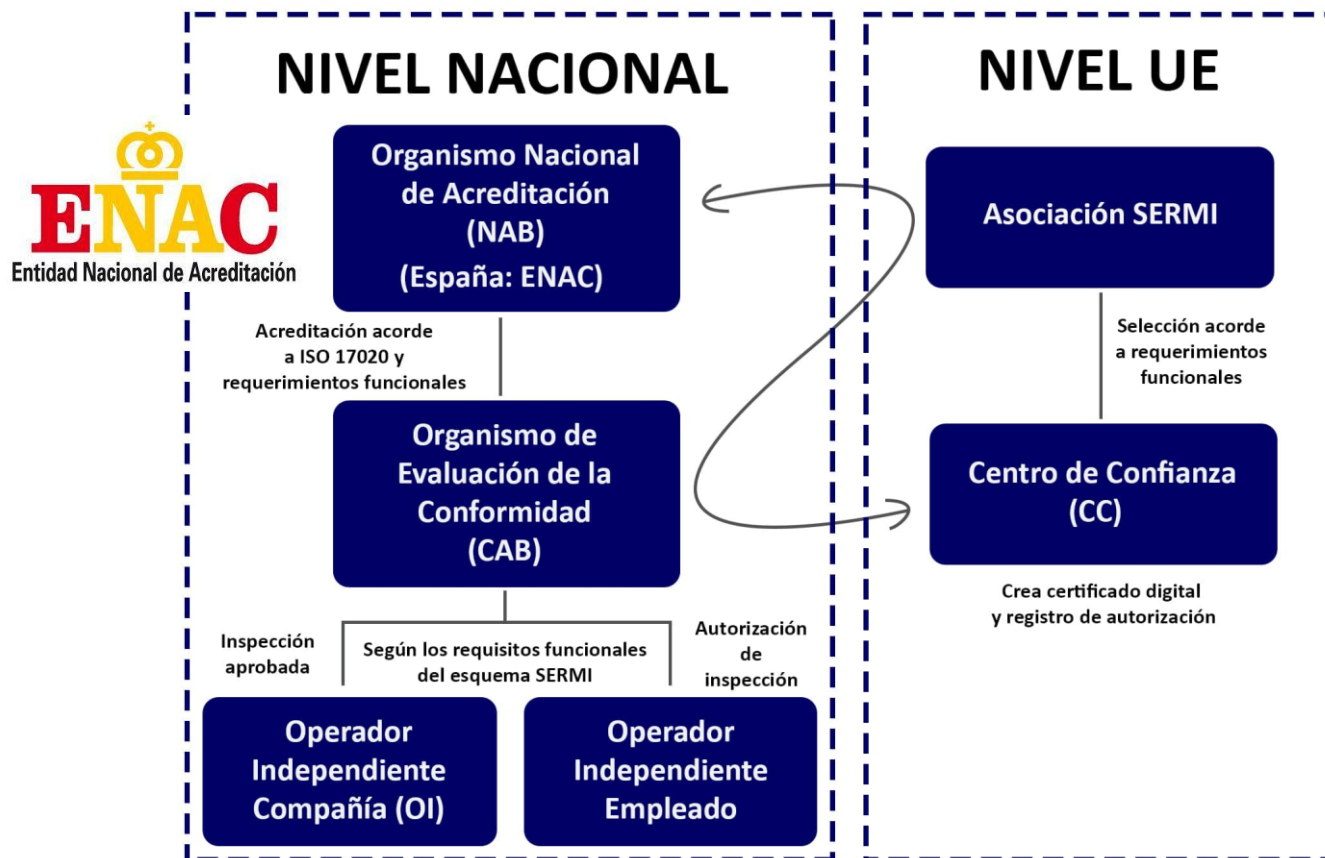 NIVEL NACIONAL
ENAC
Entidad Nacional de Acreditación
Organismo Nacional
de Acreditación
(NAB)
(España: ENAC)
Acreditación acorde
a ISO 17020 y
requerimientos funcionales
Organismo de
Evaluación de la
Conformidad
(CAB)
Inspección
aprobada
Según los requisitos funcionales
del esquema SERMI
Autorización
de
inspección
Operador
Independiente
Compañía (OI)
Operador
Independiente
Empleado
NIVEL UE
Asociación SERMI
Selección acorde
a requerimientos
funcionales
Centro de Confianza
(CC)
Crea certificado digital
y registro de autorización